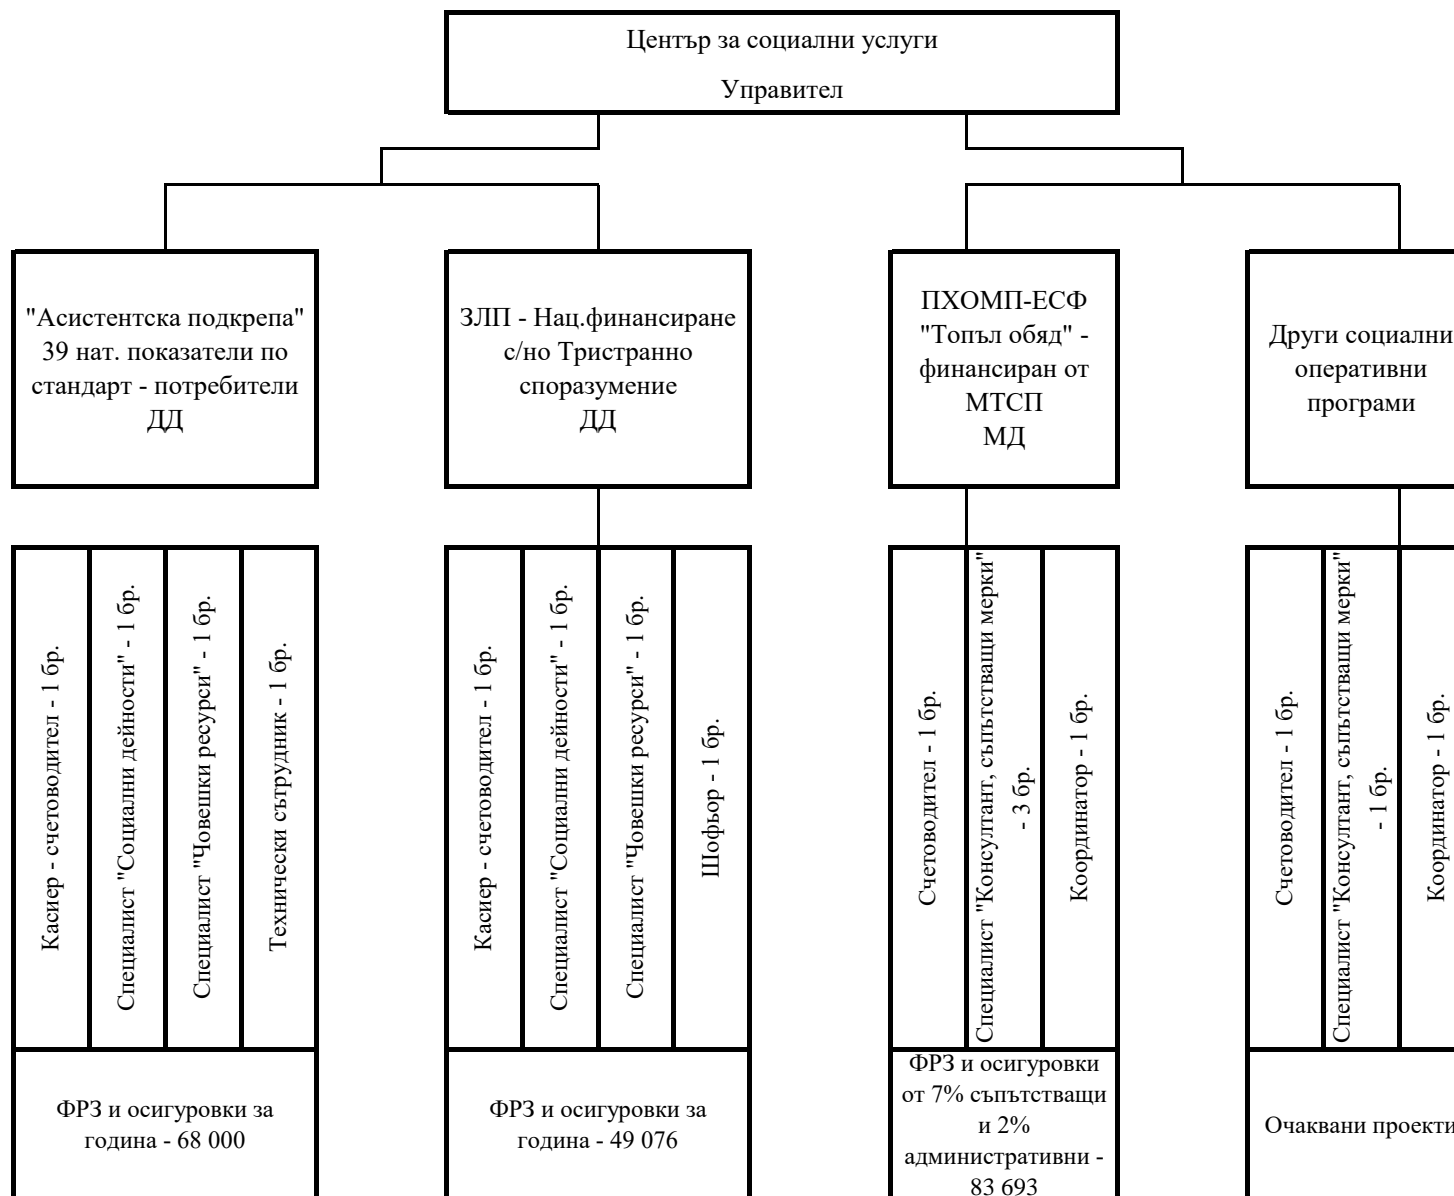 Център за социални услуги
Управител
"Асистентска подкрепа"
39 нат. показатели по
стандарт - потребители
ДД
ЗЛП - Нац.финансиране
с/но Тристранно
споразумение
ДД
ПХОМП-ЕСФ
"Топъл обяд" -
финансиран от
МТСП
МД
Други социални
оперативни
програми
Касиер - счетоводител - 1 бр.
Специалист "Социални дейности" - 1 бр.
Специалист "Човешки ресурси" - 1 бр.
Технически сътрудник - 1 бр.
Касиер - счетоводител - 1 бр.
Специалист "Социални дейности" - 1 бр.
Специалист "Човешки ресурси" - 1 бр.
Шофьор - 1 бр.
Счетоводител - 1 бр.
Специалист "Консултант, съпътстващи мерки"
- 3 бр.
Координатор - 1 бр.
Счетоводител - 1 бр.
Специалист "Консултант, съпътстващи мерки"
- 1 бр.
Координатор - 1 бр.
ФРЗ и осигуровки за
година - 68 000
ФРЗ и осигуровки за
година - 49 076
ФРЗ и осигуровки
от 7% съпътстващи
и 2%
административни -
83 693
Очаквани проекти